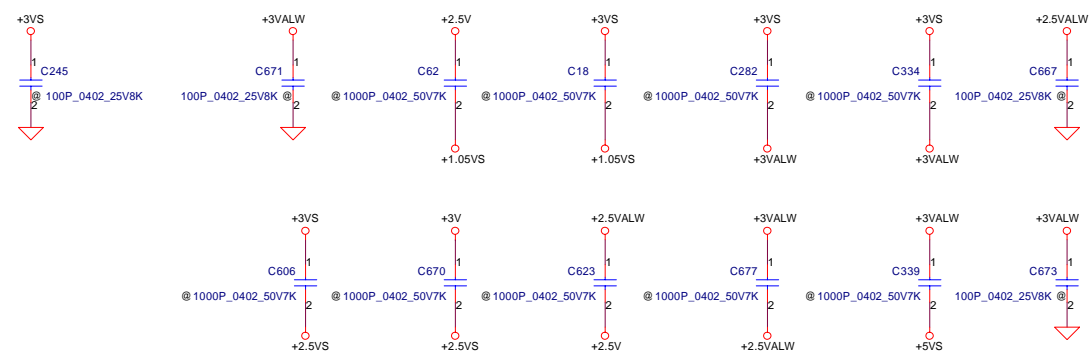 +3VS +3VALW +2.5V +3VS +3VS +3VS +2.5VALW
1 1 1 1 1 1 1
C245 C671 C62 C18 C282 C334 C667
@ 100P_0402_25V8K 100P_0402_25V8K @ @ 1000P_0402_50V7K @ 1000P_0402_50V7K @ 1000P_0402_50V7K @ 1000P_0402_50V7K 100P_0402_25V8K @
2 2 2 2 2 2 2
+1.05VS +1.05VS +3VALW +3VALW
+3VS +3V +2.5VALW +3VALW +3VALW +3VALW
1 1 1 1 1 1
C606 C670 C623 C677 C339 C673
@ 1000P_0402_50V7K @ 1000P_0402_50V7K @ 1000P_0402_50V7K @ 1000P_0402_50V7K @ 1000P_0402_50V7K 100P_0402_25V8K @
2 2 2 2 2 2
+2.5VS +2.5VS +2.5V +2.5VALW +5VS